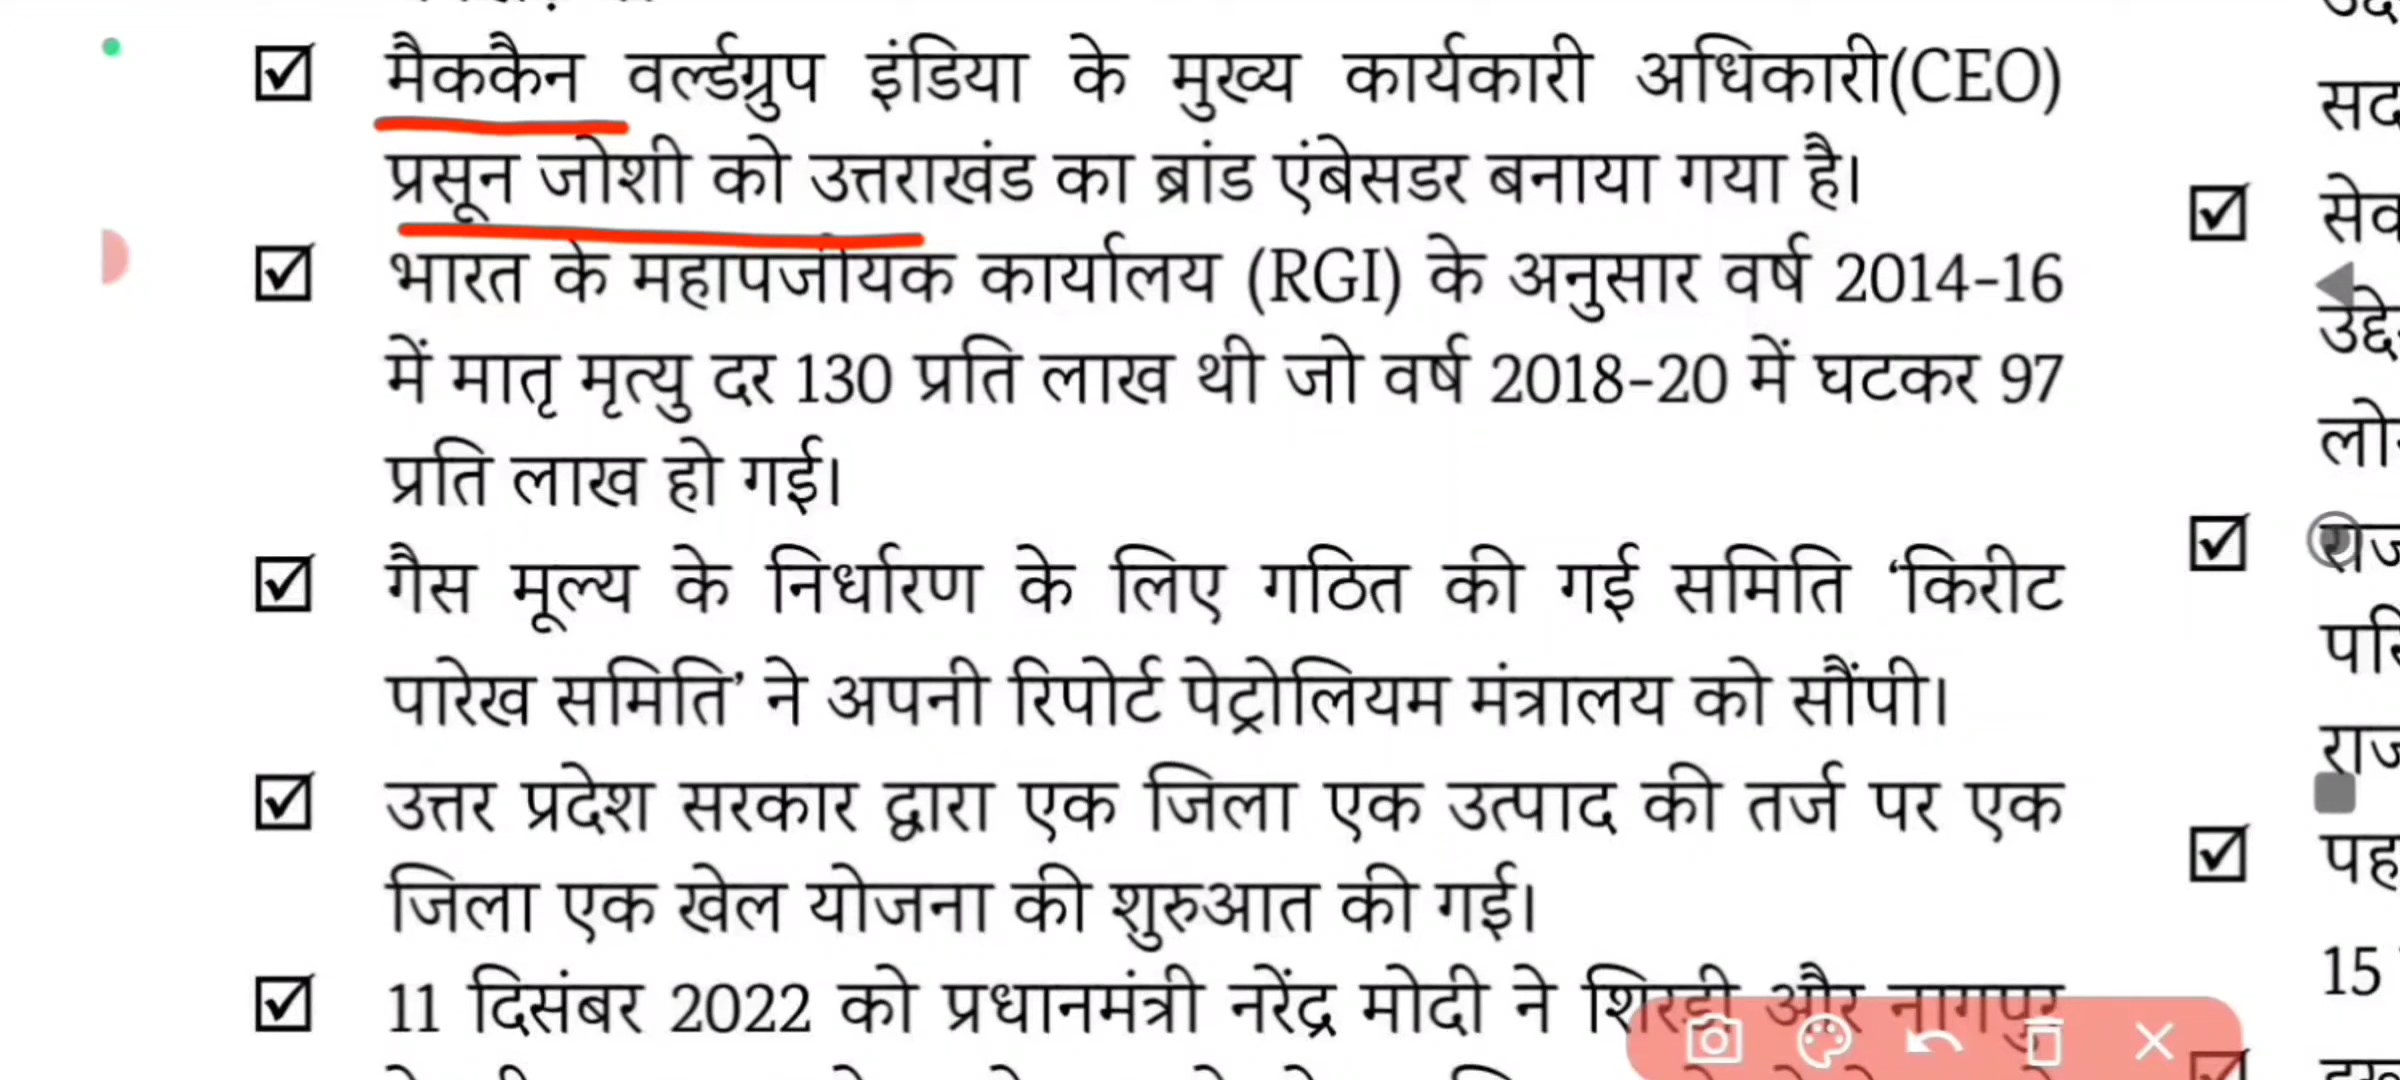 मैककैन वर्ल्डग्रुप इंडिया के मुख्य कार्यकारी अधिकारी(CEO)
प्रसून जोशी को उत्तराखंड का ब्रांड एंबेसडर बनाया गया है।
भारत के महापंजीयक कार्यालय (RGI) के अनुसार वर्ष 2014-16
में मातृ मृत्यु दर 130 प्रति लाख थी जो वर्ष 2018-20 में घटकर 97
प्रति लाख हो गई।
गैस मूल्य के निर्धारण के लिए गठित की गई समिति ‘किरीट
पारेख समिति’ ने अपनी रिपोर्ट पेट्रोलियम मंत्रालय को सौंपी।
उत्तर प्रदेश सरकार द्वारा एक जिला एक उत्पाद की तर्ज पर एक
जिला एक खेल योजना की शुरुआत की गई।
11 दिसंबर 2022 को प्रधानमंत्री नरेंद्र मोदी ने शिरडी और नागपुर
15